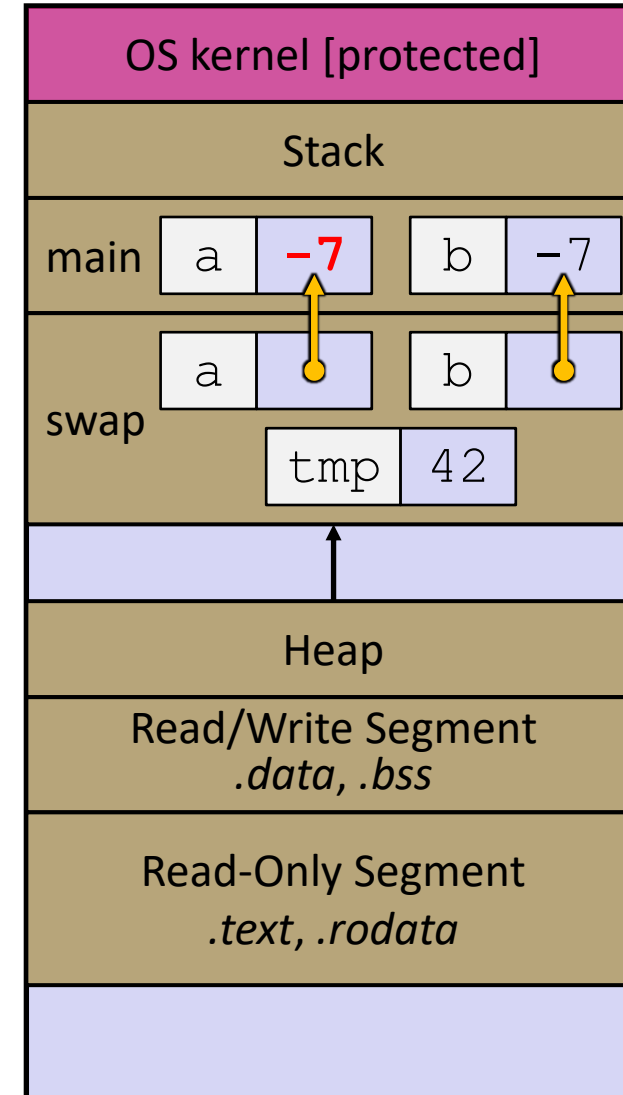 OS kernel [protected]
Stack
main a -7 b -7
a b
swap
tmp 42
Heap
Read/Write Segment
.data, .bss
Read-Only Segment
.text, .rodata